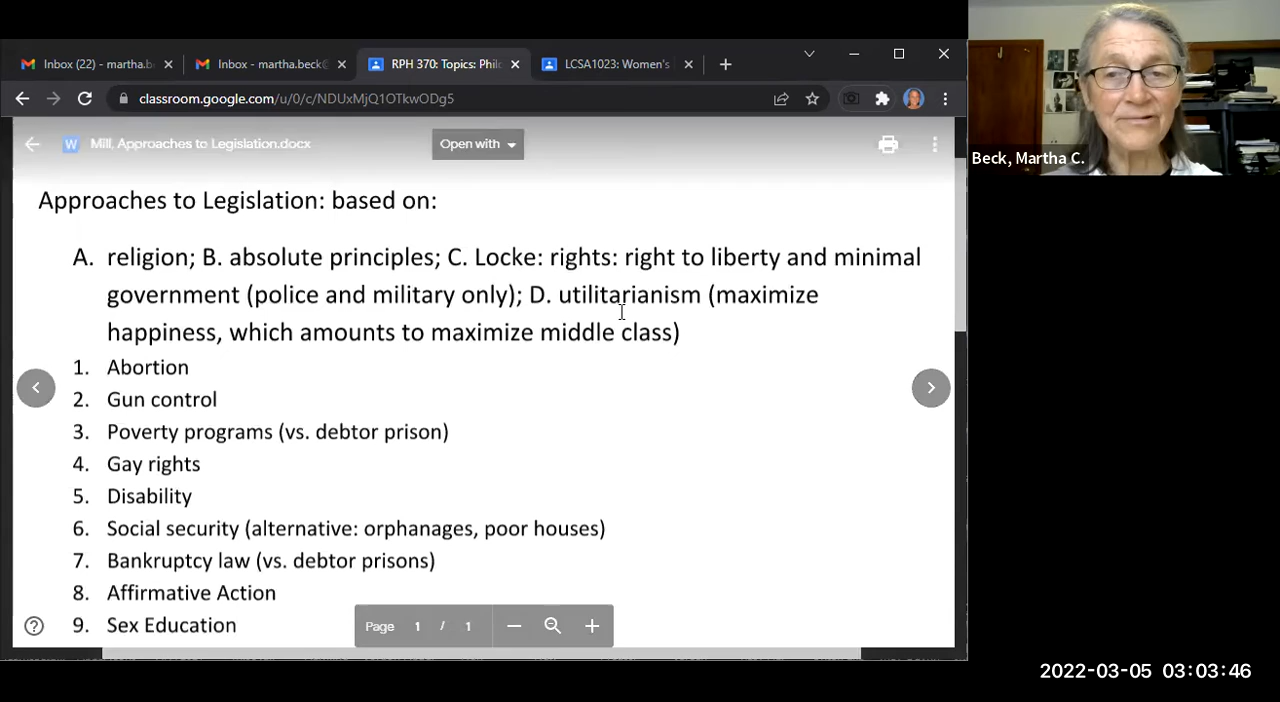 Inbox (22) - martha.b
Inbox - martha.beck@
RPH 370: Topics: Phil
LCSA1023: Women's
classroom.google.com/u/0/c/NDUxMjQ1OTkwODg5
Beck, Martha C.
W Mill, Approaches to Legislation.docx
Open with
Approaches to Legislation: based on:
A. religion; B. absolute principles; C. Locke: rights: right to liberty and minimal
government (police and military only); D. utilitarianism (maximize
happiness, which amounts to maximize middle class)
1. Abortion
2. Gun control
3. Poverty programs (vs. debtor prison)
4. Gay rights
5. Disability
6. Social security (alternative: orphanages, poor houses)
7. Bankruptcy law (vs. debtor prisons)
8. Affirmative Action
9. Sex Education
Page 1 / 1
2022-03-05 03:03:46